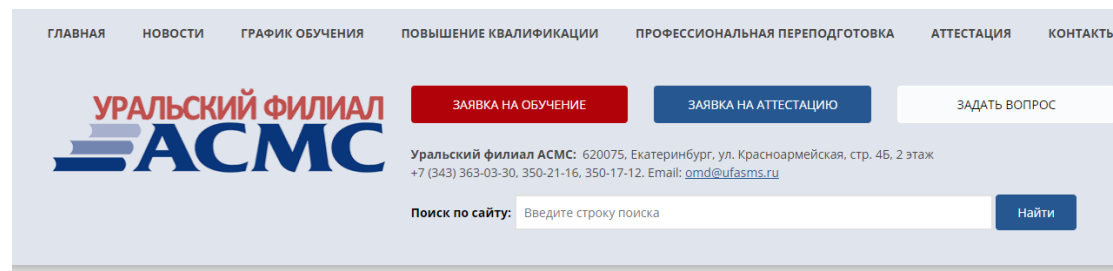 ГЛАВНАЯ НОВОСТИ ГРАФИК ОБУЧЕНИЯ ПОВЫШЕНИЕ КВАЛИФИКАЦИИ ПРОФЕССИОНАЛЬНАЯ ПЕРЕПОДГОТОВКА АТТЕСТАЦИЯ КОНТАКТЫ
УРАЛЬСКИЙ ФИЛИАЛ
АСМС
ЗАЯВКА НА ОБУЧЕНИЕ ЗАЯВКА НА АТТЕСТАЦИЮ ЗАДАТЬ ВОПРОС
Уральский филиал АСМС: 620075, Екатеринбург, ул. Красноармейская, стр. 4Б, 2 этаж
+7 (343) 363-03-30, 350-21-16, 350-17-12. Email: omd@ufasms.ru
Поиск по сайту: Введите строку поиска Найти